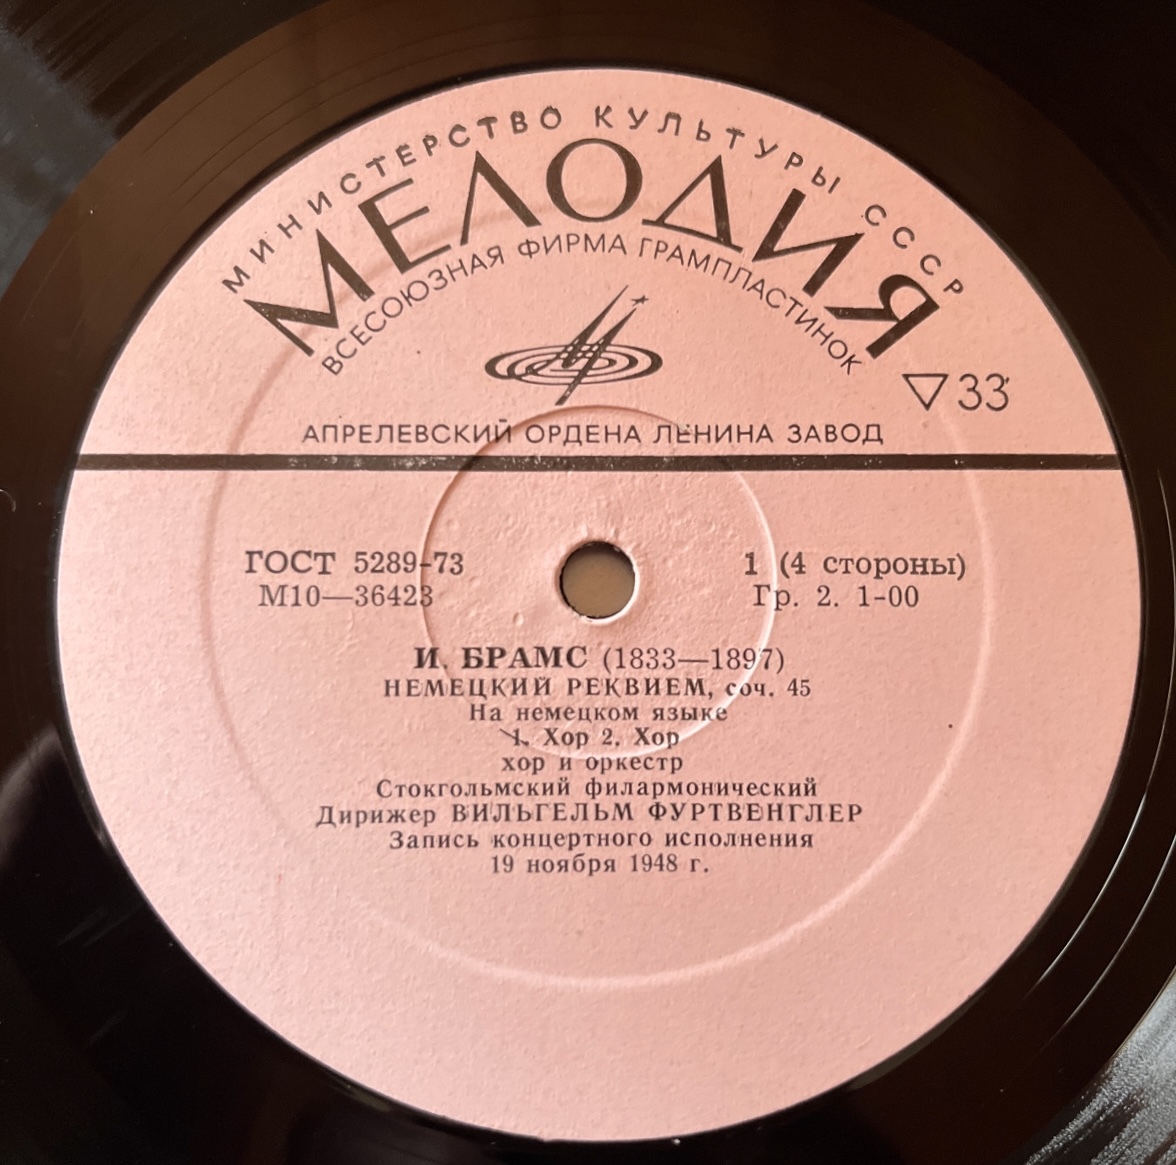 МИНИСТЕРСТВО КУЛЬТУРЫ СССР
МЕЛОДИЯ
ВСЕСОЮЗНАЯ ФИРМА ГРАМПЛАСТИНОК
▽33
АПРЕЛЕВСКИЙ ОРДЕНА ЛЕНИНА ЗАВОД
ГОСТ 5289-73
М10—36423
1 (4 стороны)
Гр. 2. 1-00
И. БРАМС (1833—1897)
НЕМЕЦКИЙ РЕКВИЕМ, соч. 45
На немецком языке
1. Хор 2. Хор
хор и оркестр
Стокгольмский филармонический
Дирижер ВИЛЬГЕЛЬМ ФУРТВЕНГЛЕР
Запись концертного исполнения
19 ноября 1948 г.